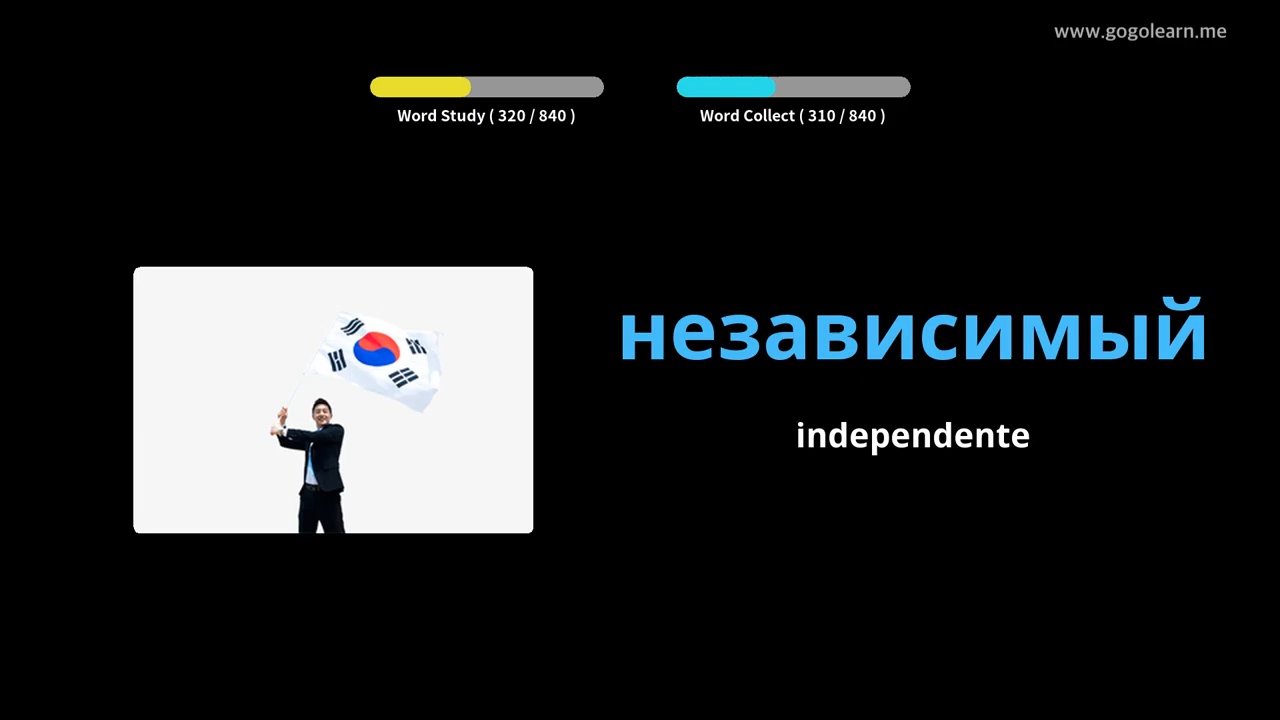 www.gogolearn.me
Word Study ( 320 / 840 )
Word Collect ( 310 / 840 )
независимый
independente